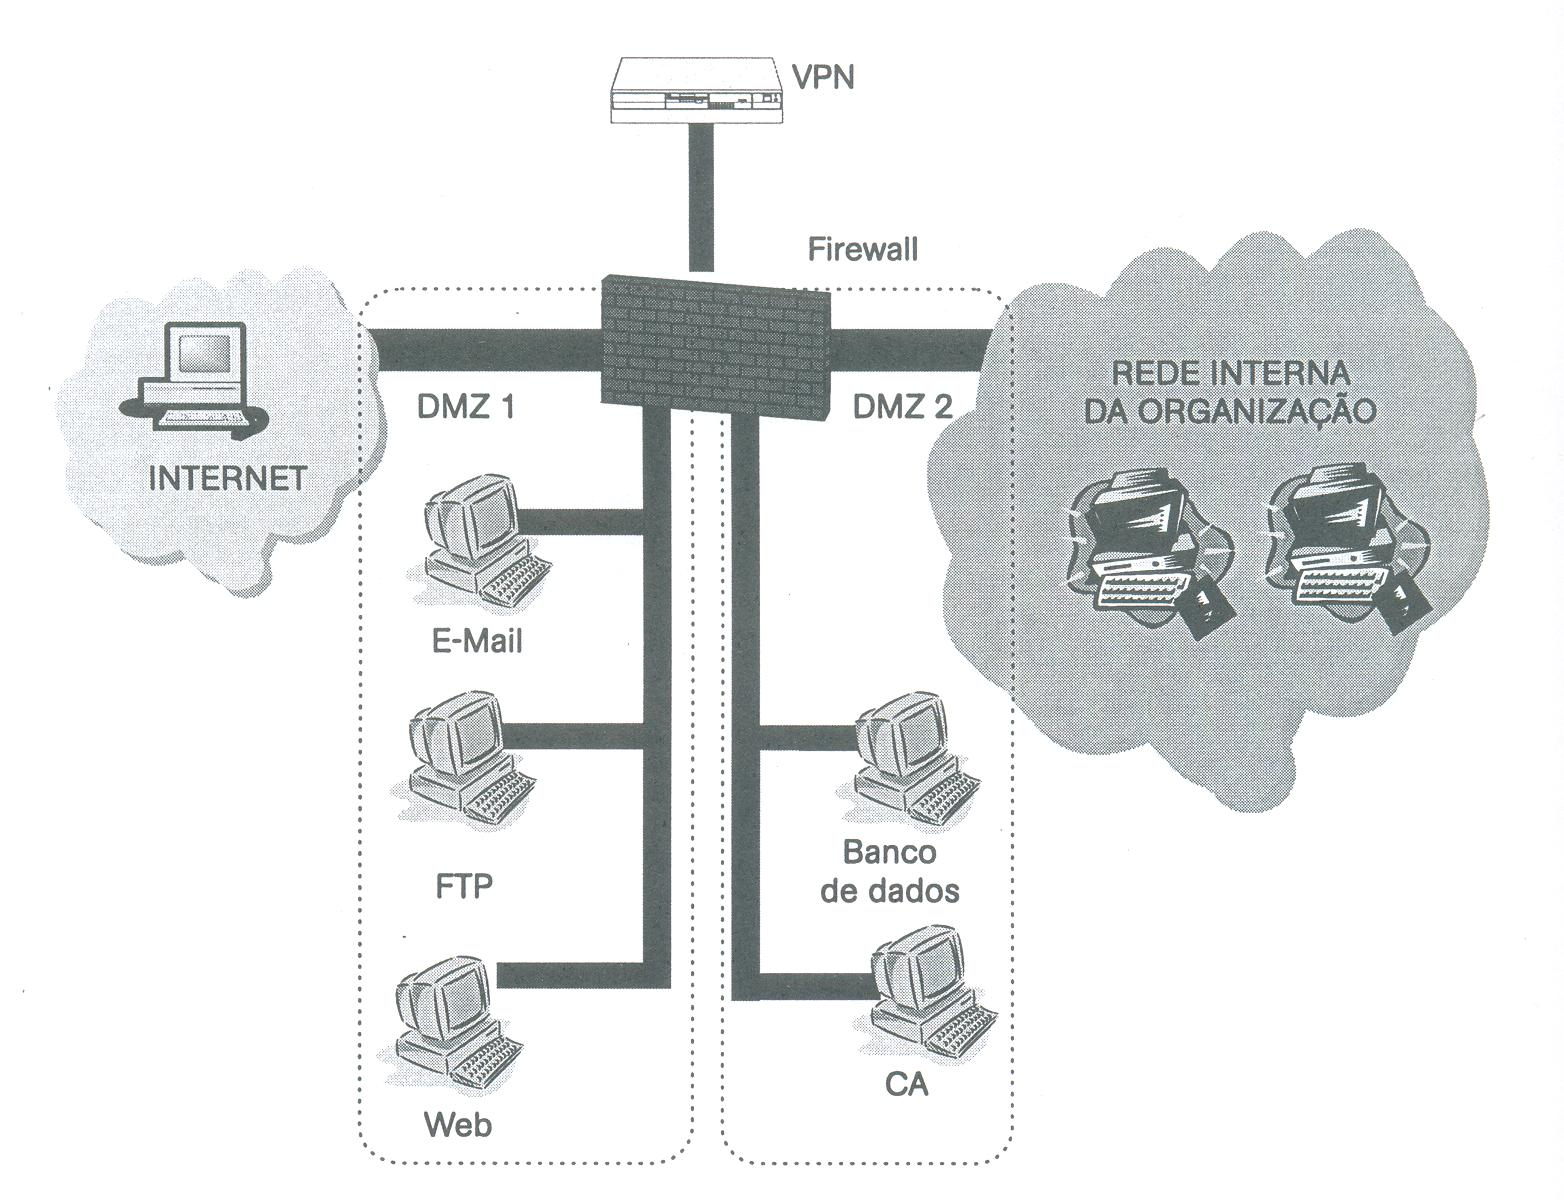 VPN
Firewall
INTERNET
DMZ 1
DMZ 2
REDE INTERNA
DA ORGANIZAÇÃO
E-Mail
FTP
Web
Banco
de dados
CA